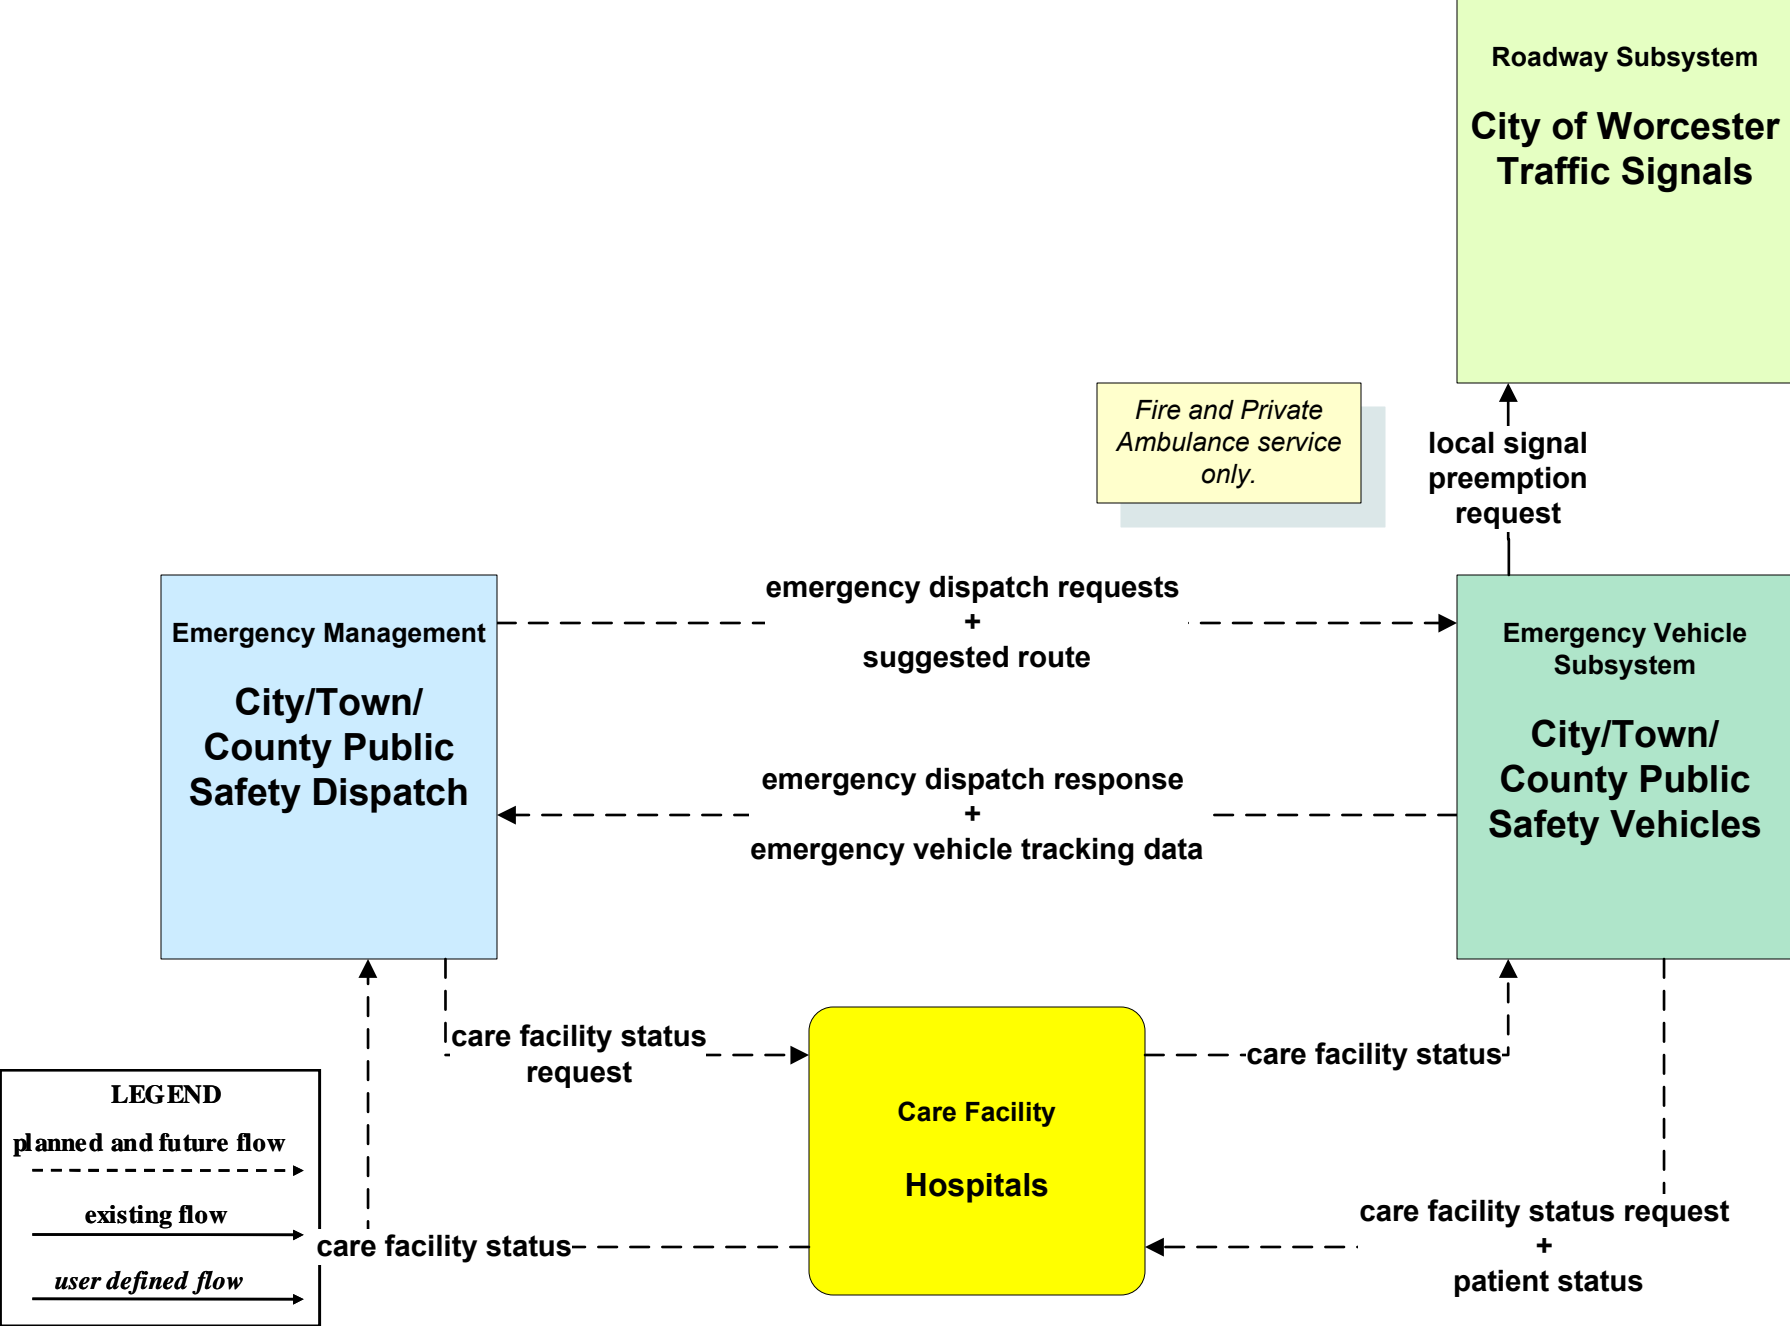 Roadway Subsystem
City of Worcester
Traffic Signals
Fire and Private
Ambulance service
only.
local signal
preemption
request
emergency dispatch requests
+
suggested route
Emergency Management
City/Town/
County Public
Safety Dispatch
Emergency Vehicle
Subsystem
City/Town/
County Public
Safety Vehicles
emergency dispatch response
+
emergency vehicle tracking data
care facility status
request
care facility status
Care Facility
Hospitals
LEGEND
planned and future flow
existing flow
user defined flow
care facility status
care facility status request
+
patient status